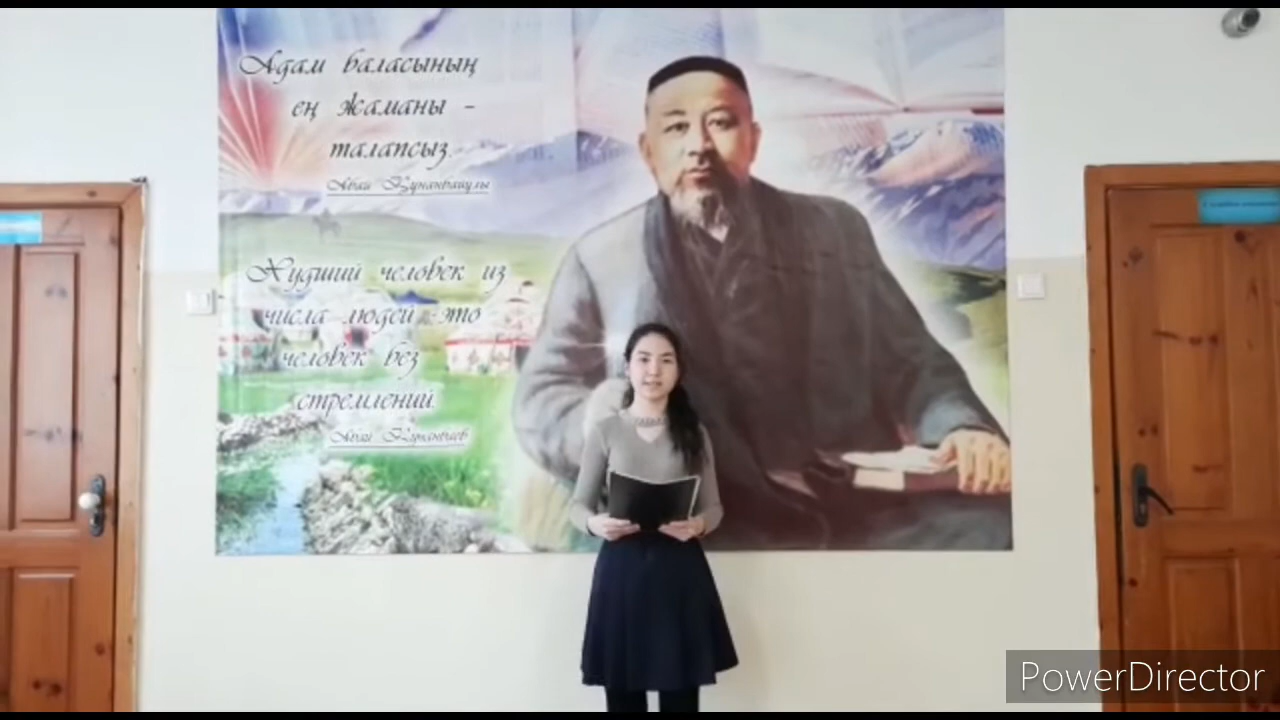 Адам баласының
ең жаманы –
талапсыз.
Абай Құнанбайұлы
Худший человек из
числа людей -это
человек без
стремлений.
Абай Кунанбаев
PowerDirector